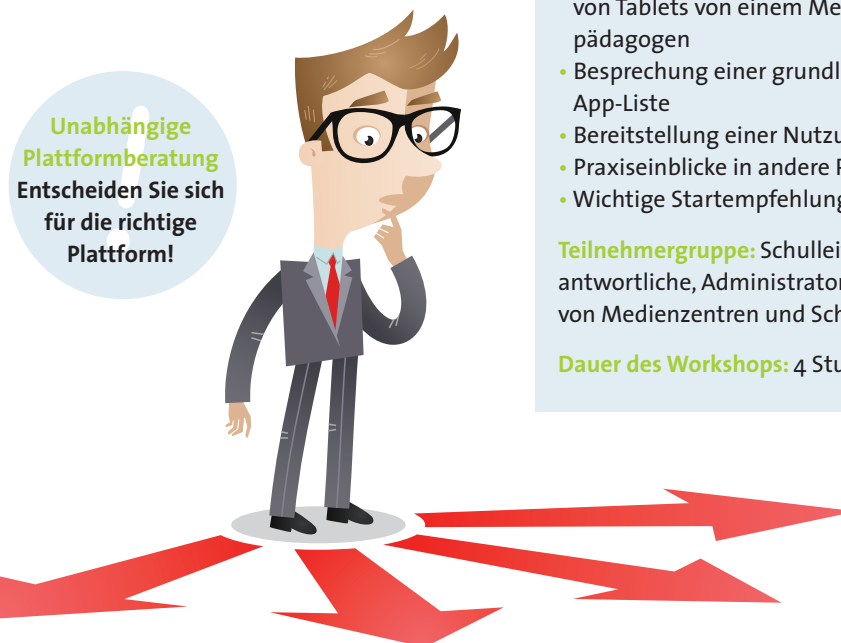 Unabhängige
Plattformberatung
Entscheiden Sie sich
für die richtige
Plattform!
von Tablets von einem Me
pädagogen
• Besprechung einer grundl
App-Liste
• Bereitstellung einer Nutzu
• Praxiseinblicke in andere
• Wichtige Startempfehlung
Teilnehmergruppe: Schullei
antwortliche, Administrator
von Medienzentren und Sch
Dauer des Workshops: 4 Stu